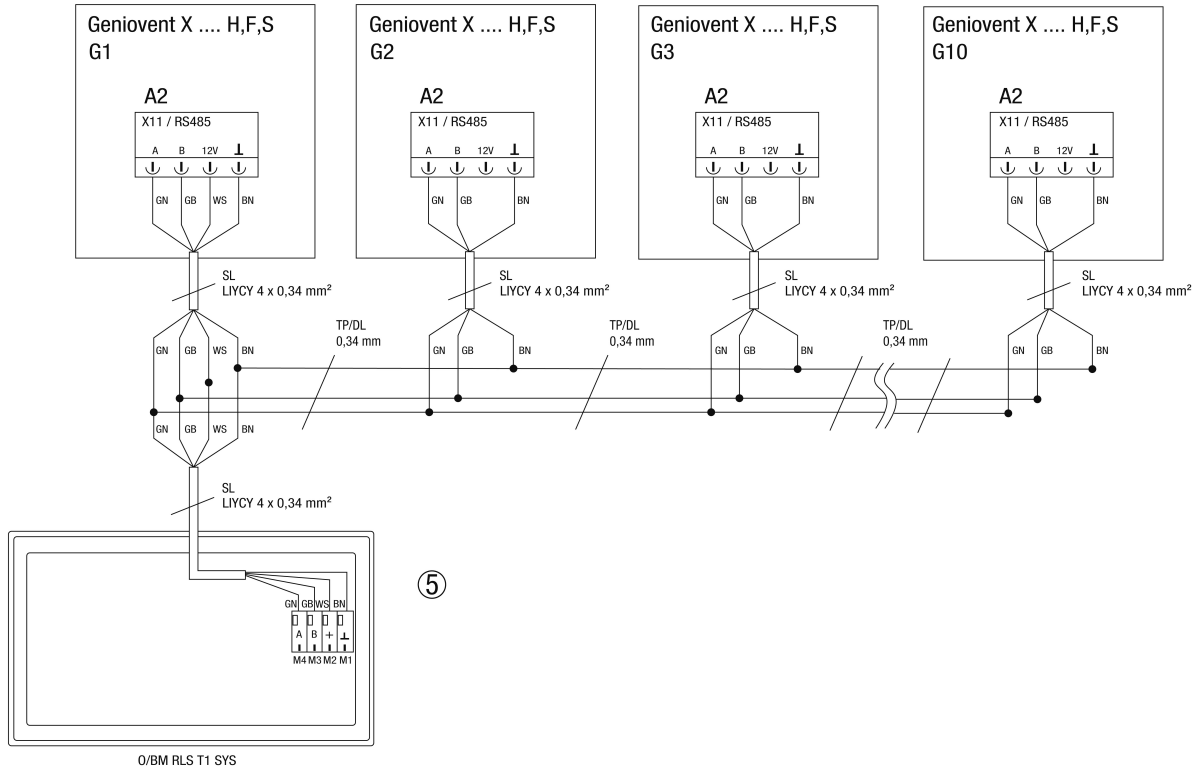 Geniovent X .... H,F,S
G1
A2
X11 / RS485
A B 12V ⊥
GN GB WS BN
SL
LIYCY 4 x 0,34 mm²
Geniovent X .... H,F,S
G2
A2
X11 / RS485
A B 12V ⊥
GN GB BN
SL
LIYCY 4 x 0,34 mm²
Geniovent X .... H,F,S
G3
A2
X11 / RS485
A B 12V ⊥
GN GB BN
SL
LIYCY 4 x 0,34 mm²
Geniovent X .... H,F,S
G10
A2
X11 / RS485
A B 12V ⊥
GN GB BN
SL
LIYCY 4 x 0,34 mm²
GN GB WS BN
TP/DL
0,34 mm
GN GB BN
TP/DL
0,34 mm
GN GB BN
TP/DL
0,34 mm
GN GB BN
GN GB WS BN
SL
LIYCY 4 x 0,34 mm²
5
GN GB WS BN
A B + ⊥
M4 M3 M2 M1
O/BM RLS T1 SYS